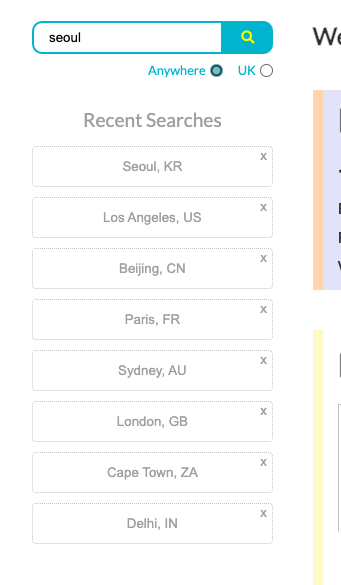 seoul
Anywhere UK
Recent Searches
x
Seoul, KR
x
Los Angeles, US
x
Beijing, CN
x
Paris, FR
x
Sydney, AU
x
London, GB
x
Cape Town, ZA
x
Delhi, IN